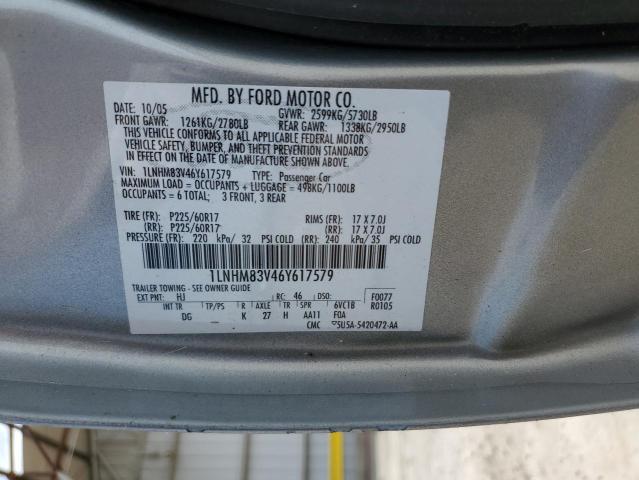 MFD. BY FORD MOTOR CO.
DATE: 10/05 GVWR: 2599KG/5730LB
FRONT GAWR: 1261KG/2780LB REAR GAWR: 1338KG/2950LB
THIS VEHICLE CONFORMS TO ALL APPLICABLE FEDERAL MOTOR
VEHICLE SAFETY, BUMPER, AND THEFT PREVENTION STANDARDS
IN EFFECT ON THE DATE OF MANUFACTURE SHOWN ABOVE.
VIN: 1LNHM83V46Y617579 TYPE: Passenger Car
MAXIMUM LOAD = OCCUPANTS + LUGGAGE = 498KG/1100LB
OCCUPANTS = 6 TOTAL; 3 FRONT, 3 REAR
TIRE (FR): P225/60R17 RIMS (FR): 17 X 7.0J
(RR): P225/60R17 (RR): 17 X 7.0J
PRESSURE (FR): 220 kPa/ 32 PSI COLD (RR): 240 kPa/ 35 PSI COLD
1LNHM83V46Y617579
TRAILER TOWING - SEE OWNER GUIDE
EXT PNT: HJ RC: 46 DSO: F0077
INT TR TP/PS R AXLE TR SPR 6VC1B R0105
DG K 27 H AA11 F0A
CMC 5U5A-5420472-AA